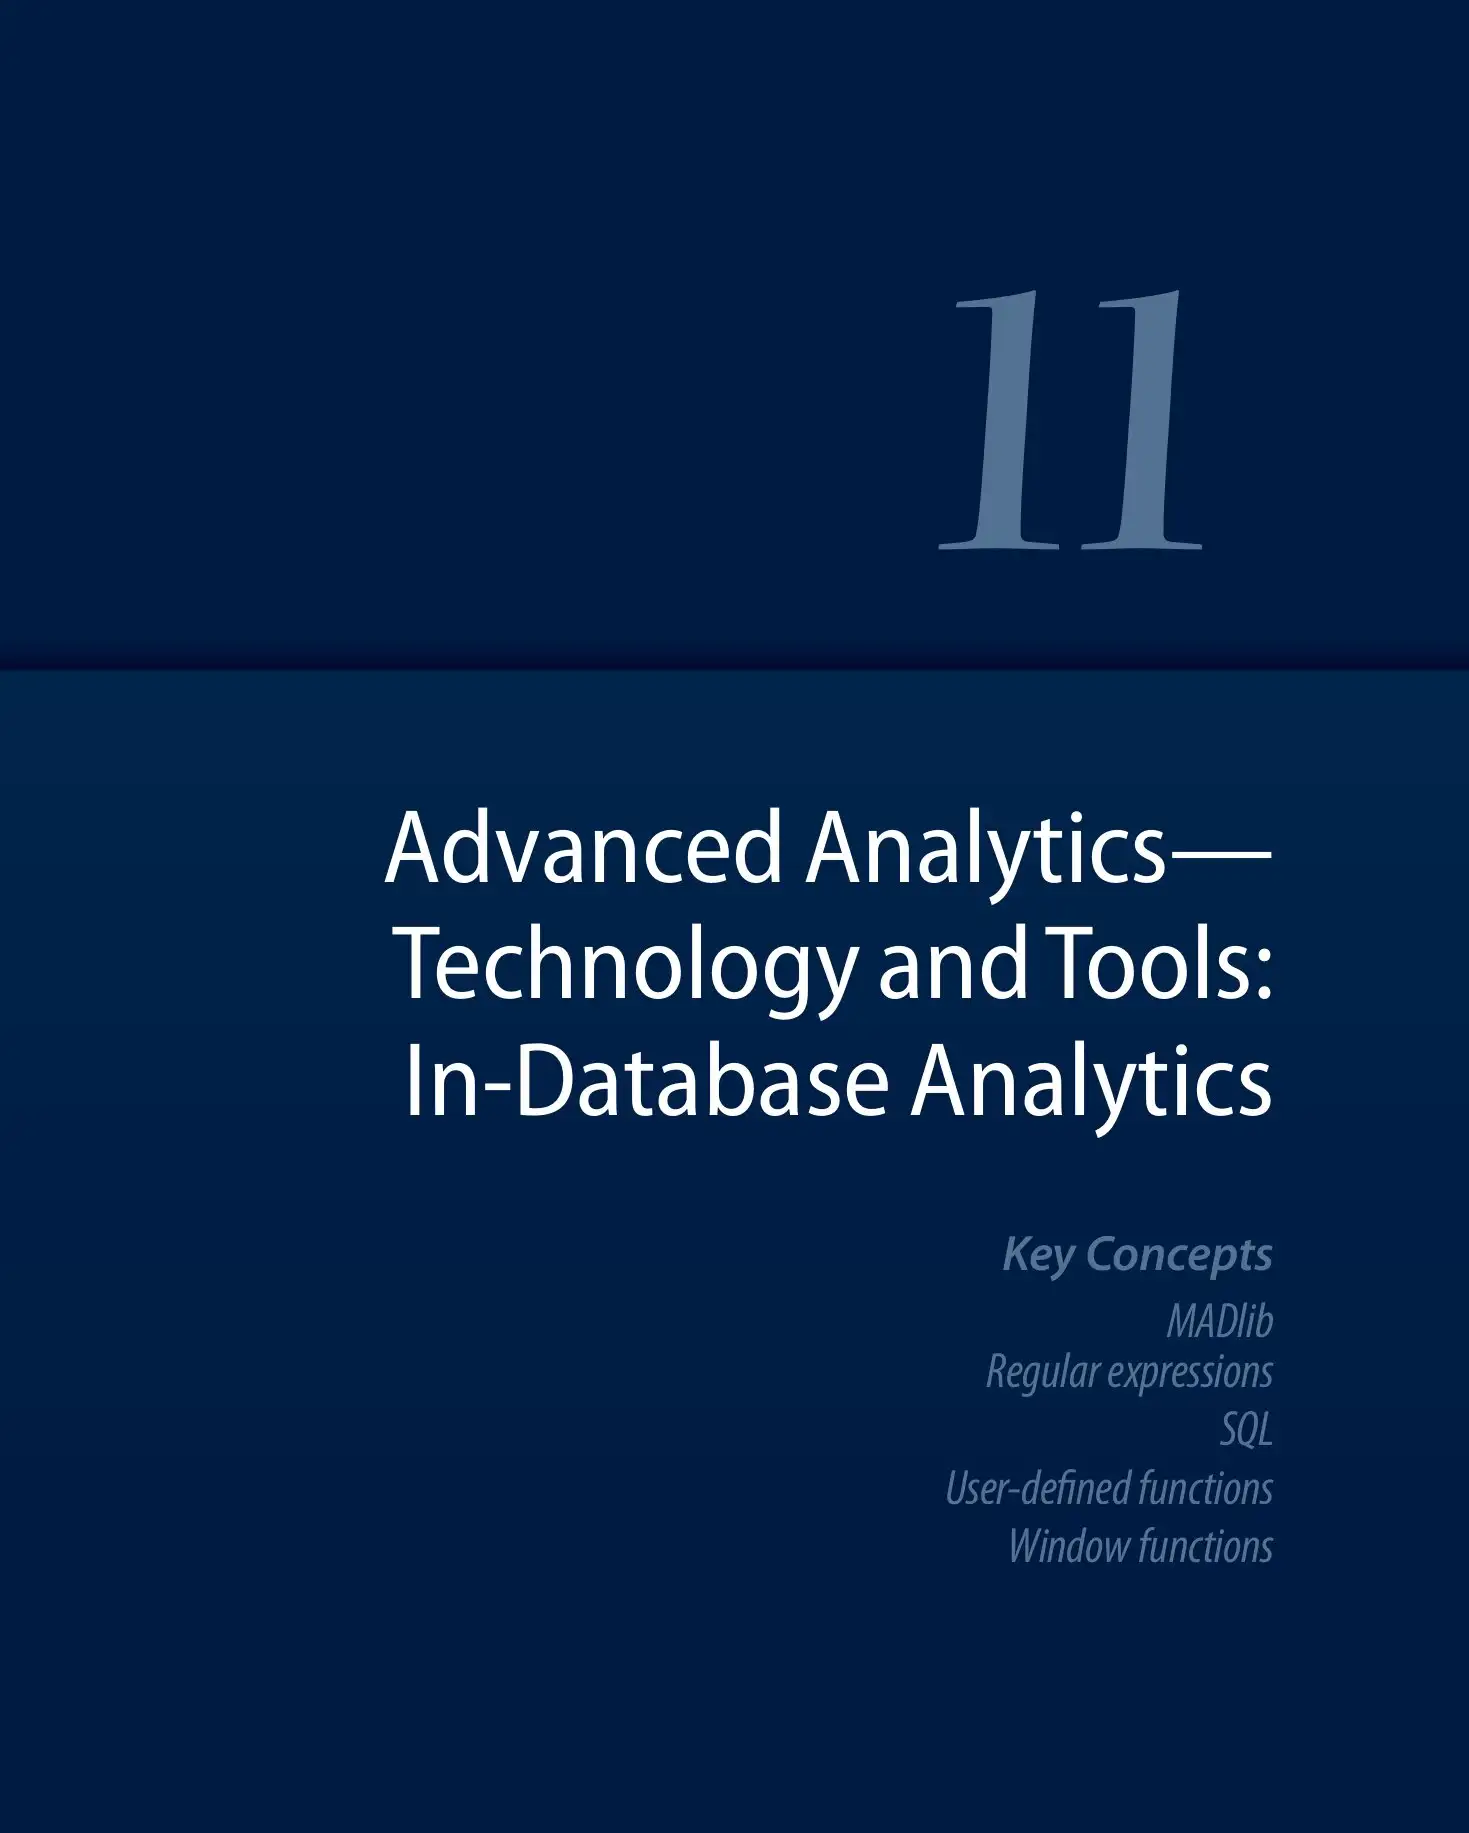 11
Advanced Analytics—
Technology and Tools:
In-Database Analytics
Key Concepts
MADlib
Regular expressions
SQL
User-defined functions
Window functions